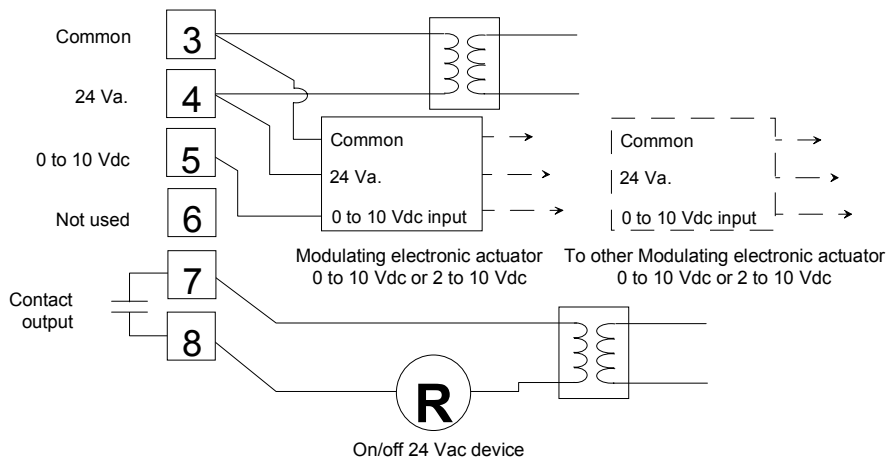 Common 3
24 Va. 4
0 to 10 Vdc 5
Not used 6
Common
24 Va.
0 to 10 Vdc input
Modulating electronic actuator
0 to 10 Vdc or 2 to 10 Vdc
Common
24 Va.
0 to 10 Vdc input
To other Modulating electronic actuator
0 to 10 Vdc or 2 to 10 Vdc
Contact
output
7
8
R
On/off 24 Vac device